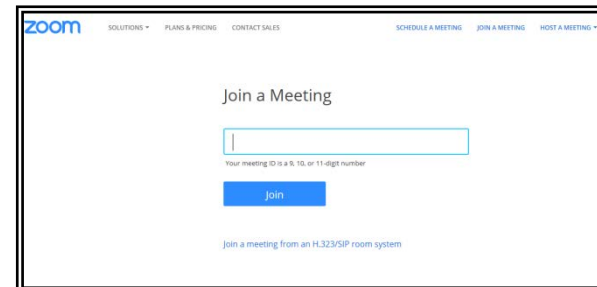 zoom SOLUTIONS PLANS & PRICING CONTACT SALES SCHEDULE A MEETING JOIN A MEETING HOST A MEETING
Join a Meeting
Your meeting ID is a 9, 10, or 11-digit number
Join
Join a meeting from an H.323/SIP room system